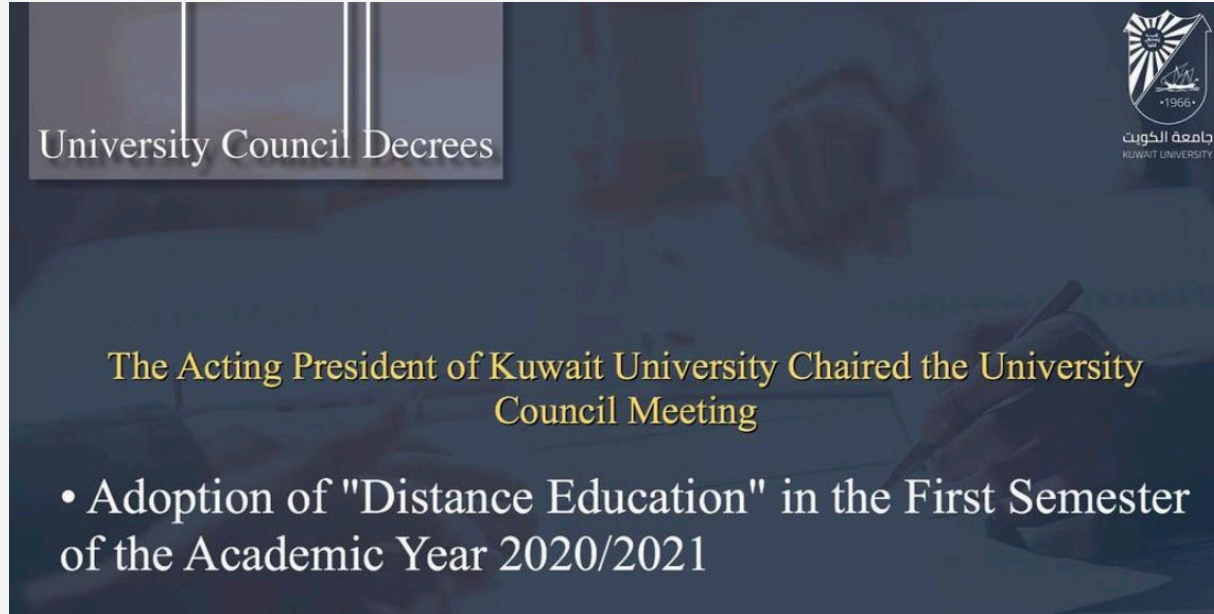 University Council Decrees
•1966•
جامعة الكويت
KUWAIT UNIVERSITY
The Acting President of Kuwait University Chaired the University
Council Meeting
• Adoption of "Distance Education" in the First Semester
of the Academic Year 2020/2021